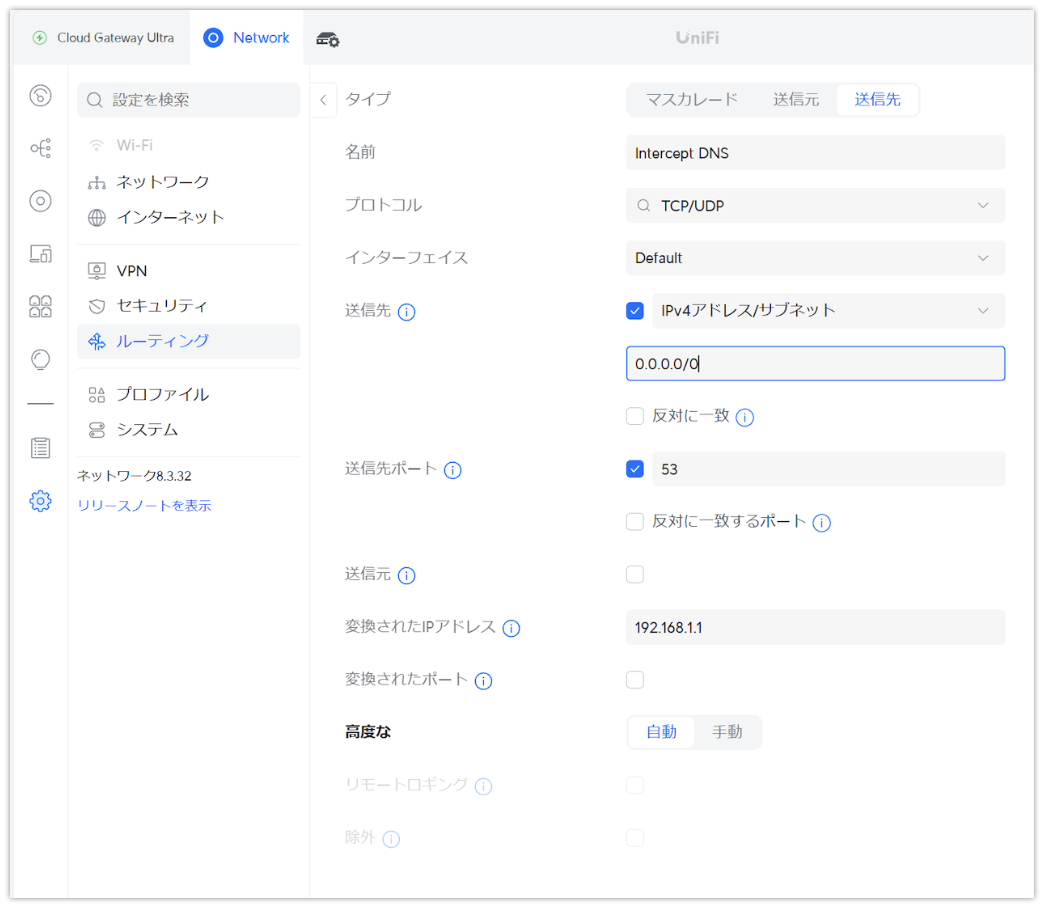 Cloud Gateway Ultra
Network
UniFi
設定を検索
Wi-Fi
ネットワーク
インターネット
VPN
セキュリティ
ルーティング
プロファイル
システム
ネットワーク8.3.32
リリースノートを表示
タイプ
マスカレード 送信元 送信先
名前
Intercept DNS
プロトコル
TCP/UDP
インターフェイス
Default
送信先
IPv4アドレス/サブネット
0.0.0.0/0
反対に一致
送信先ポート
53
反対に一致するポート
送信元
変換されたIPアドレス
192.168.1.1
変換されたポート
高度な
自動 手動
リモートロギング
除外